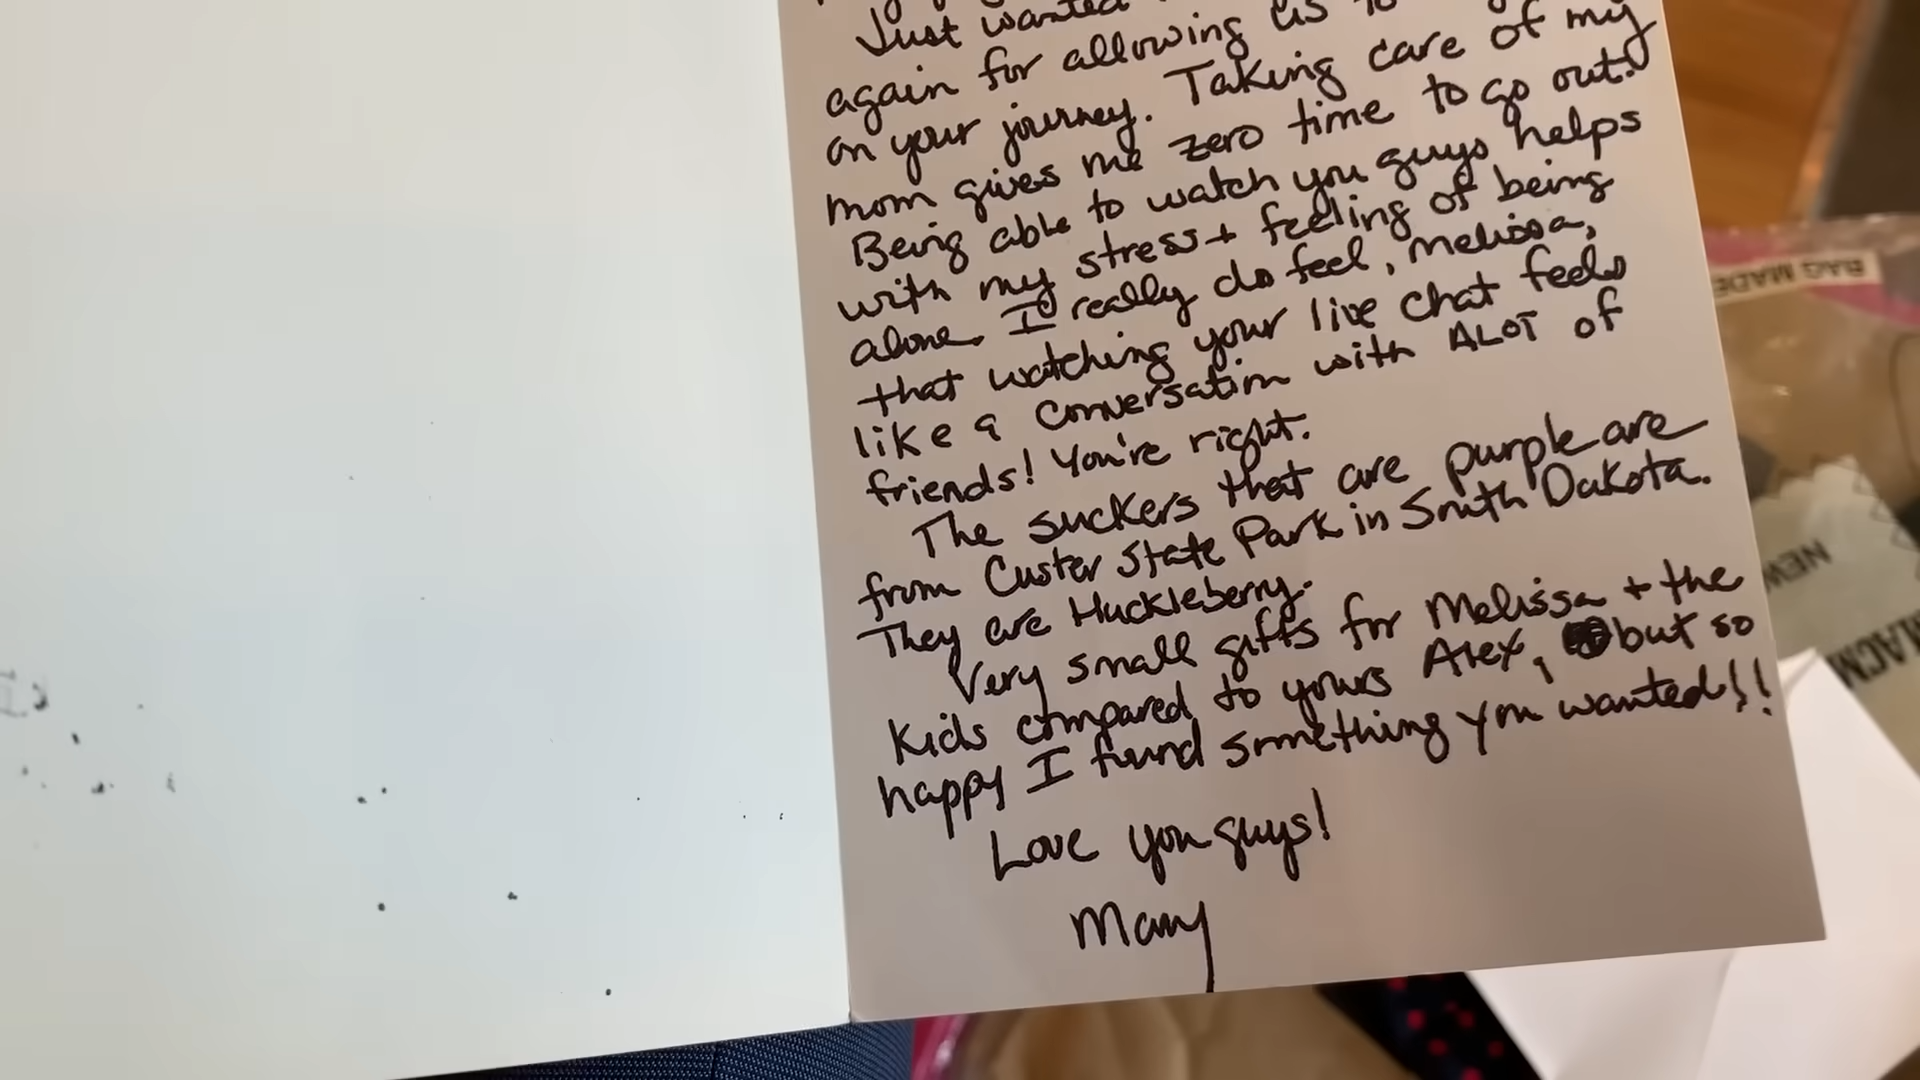 Just wanted
again for allowing us to
on your journey. Taking care of my
mom gives me zero time to go out.
Being able to watch you guys helps
with my stress + feeling of being
alone. I really do feel, Melissa,
that watching your live chat feels
like a conversation with ALOT of
friends! You're right.
The suckers that are purple are
from Custer State Park in South Dakota.
They are Huckleberry.
Very small gifts for Melissa + the
kids compared to yours Alex, but so
happy I found something you wanted!!
Love you guys!
Mary
BAG MADE
NEW
MACM